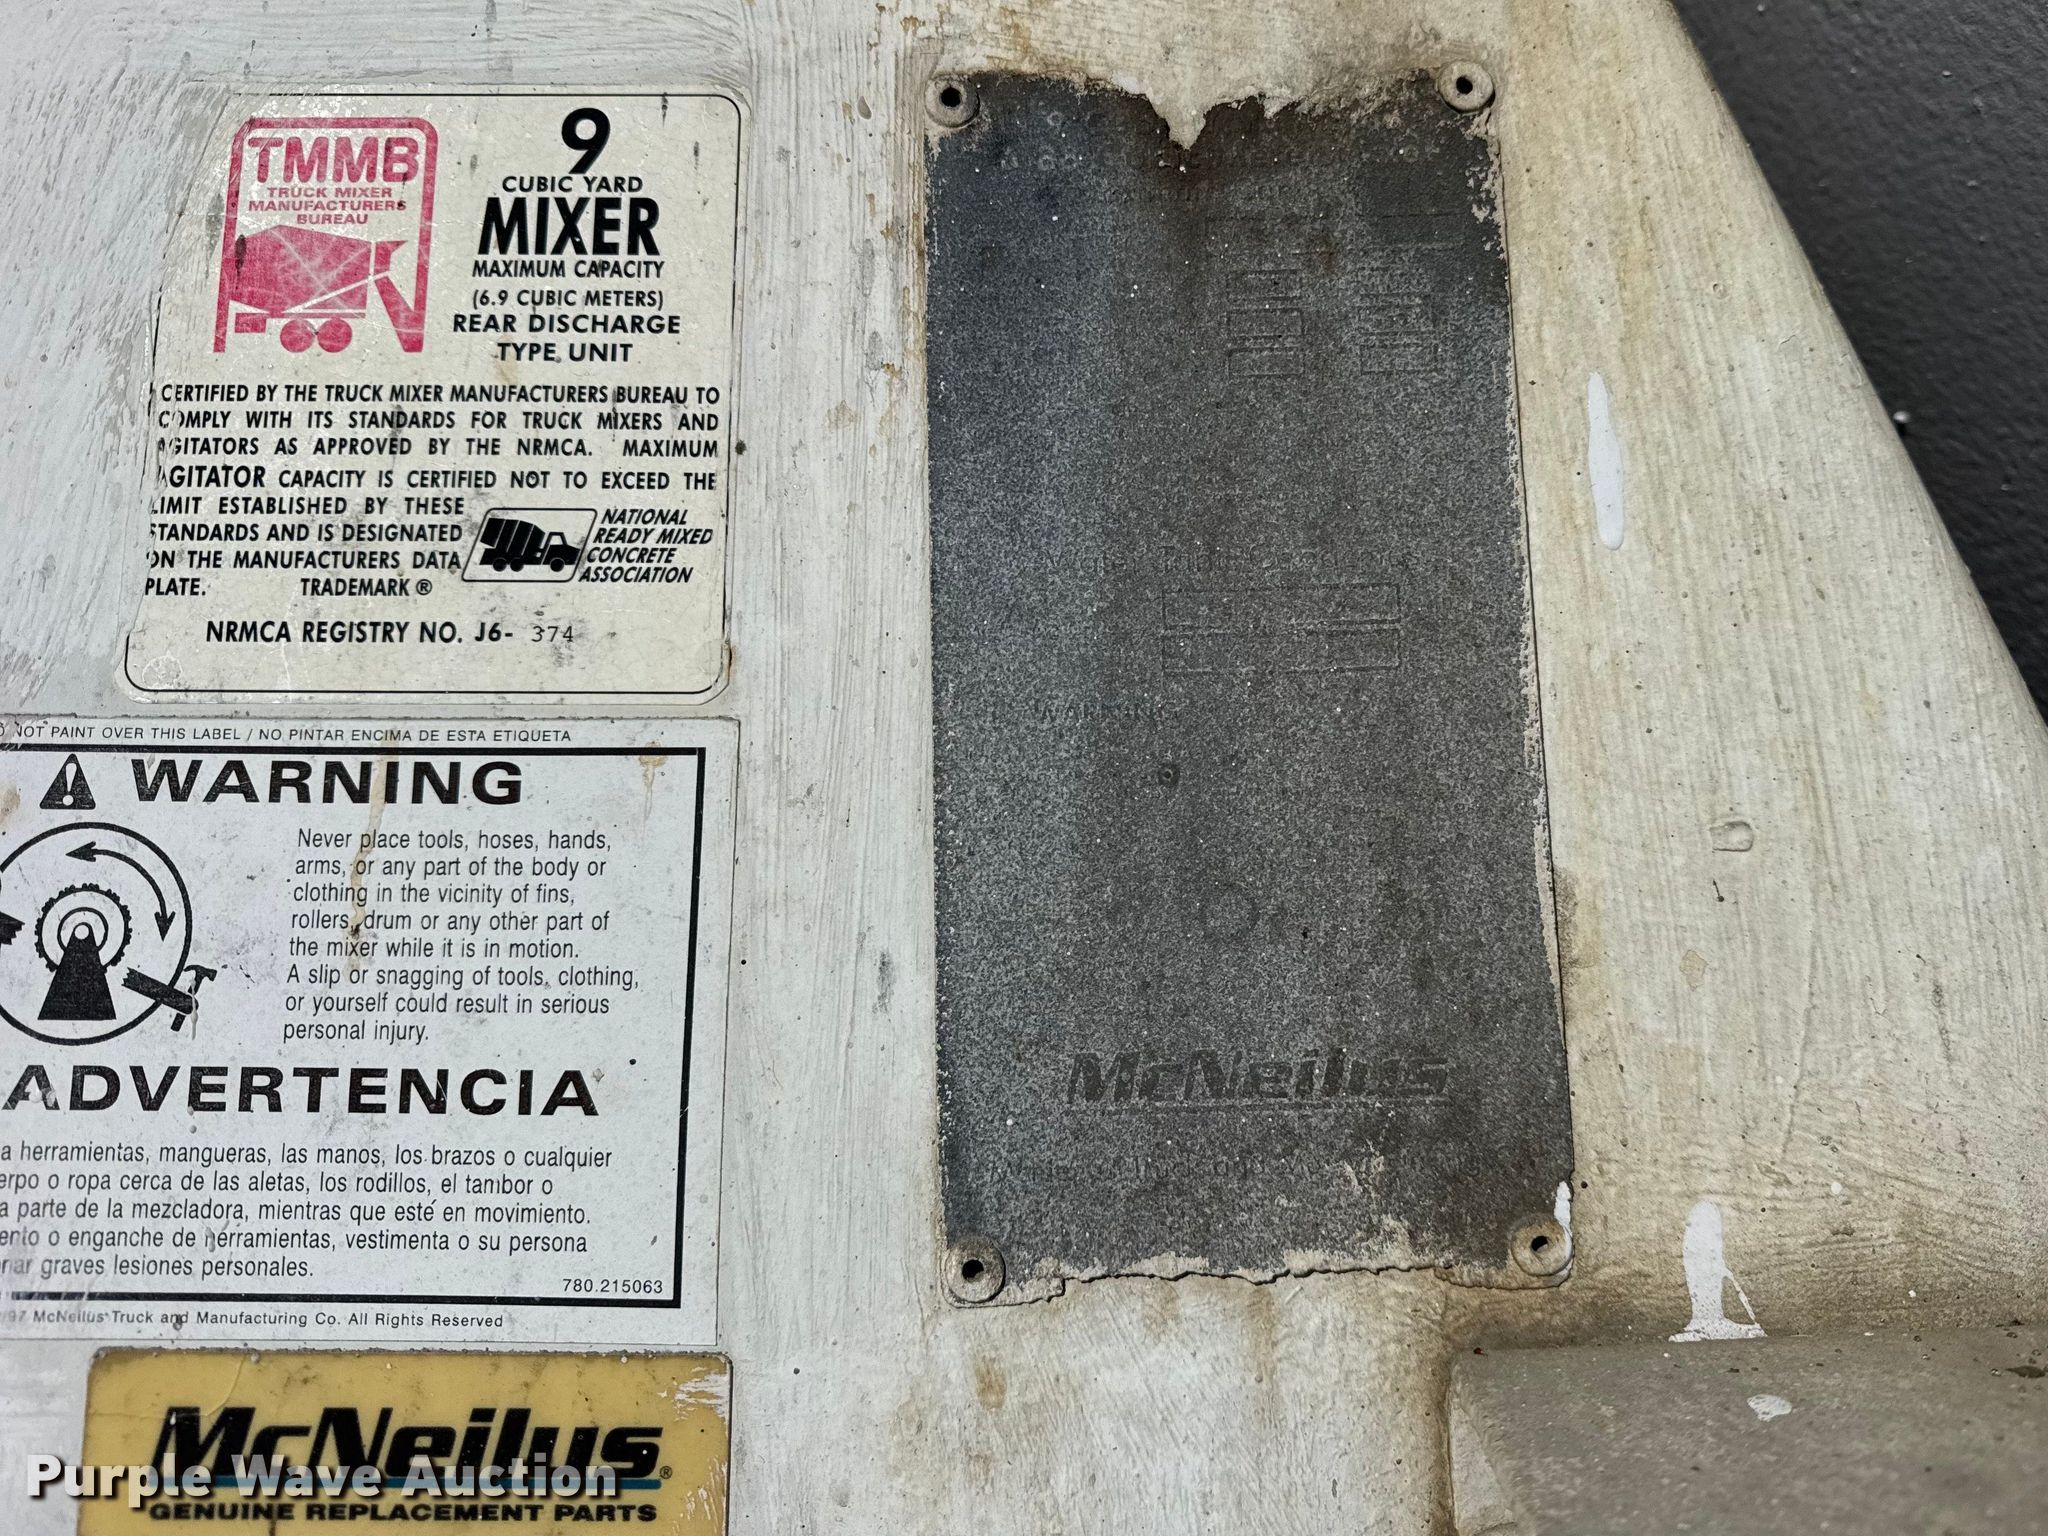 TMMB
TRUCK MIXER
MANUFACTURERS
BUREAU
9
CUBIC YARD
MIXER
MAXIMUM CAPACITY
(6.9 CUBIC METERS)
REAR DISCHARGE
TYPE UNIT
CERTIFIED BY THE TRUCK MIXER MANUFACTURERS BUREAU TO
COMPLY WITH ITS STANDARDS FOR TRUCK MIXERS AND
AGITATORS AS APPROVED BY THE NRMCA. MAXIMUM
AGITATOR CAPACITY IS CERTIFIED NOT TO EXCEED THE
LIMIT ESTABLISHED BY THESE
STANDARDS AND IS DESIGNATED
ON THE MANUFACTURERS DATA
PLATE. TRADEMARK ®
NATIONAL
READY MIXED
CONCRETE
ASSOCIATION
NRMCA REGISTRY NO. J6- 374
NOT PAINT OVER THIS LABEL / NO PINTAR ENCIMA DE ESTA ETIQUETA
WARNING
Never place tools, hoses, hands,
arms, or any part of the body or
clothing in the vicinity of fins,
rollers, drum or any other part of
the mixer while it is in motion.
A slip or snagging of tools, clothing,
or yourself could result in serious
personal injury.
ADVERTENCIA
a herramientas, mangueras, las manos, los brazos o cualquier
erpo o ropa cerca de las aletas, los rodillos, el tambor o
a parte de la mezcladora, mientras que esté en movimiento.
ento o enganche de herramientas, vestimenta o su persona
graves lesiones personales.
780.215063
97 McNeilus Truck and Manufacturing Co. All Rights Reserved
McNeilus®
GENUINE REPLACEMENT PARTS
WARNING
McNeilus
Purple Wave Auction